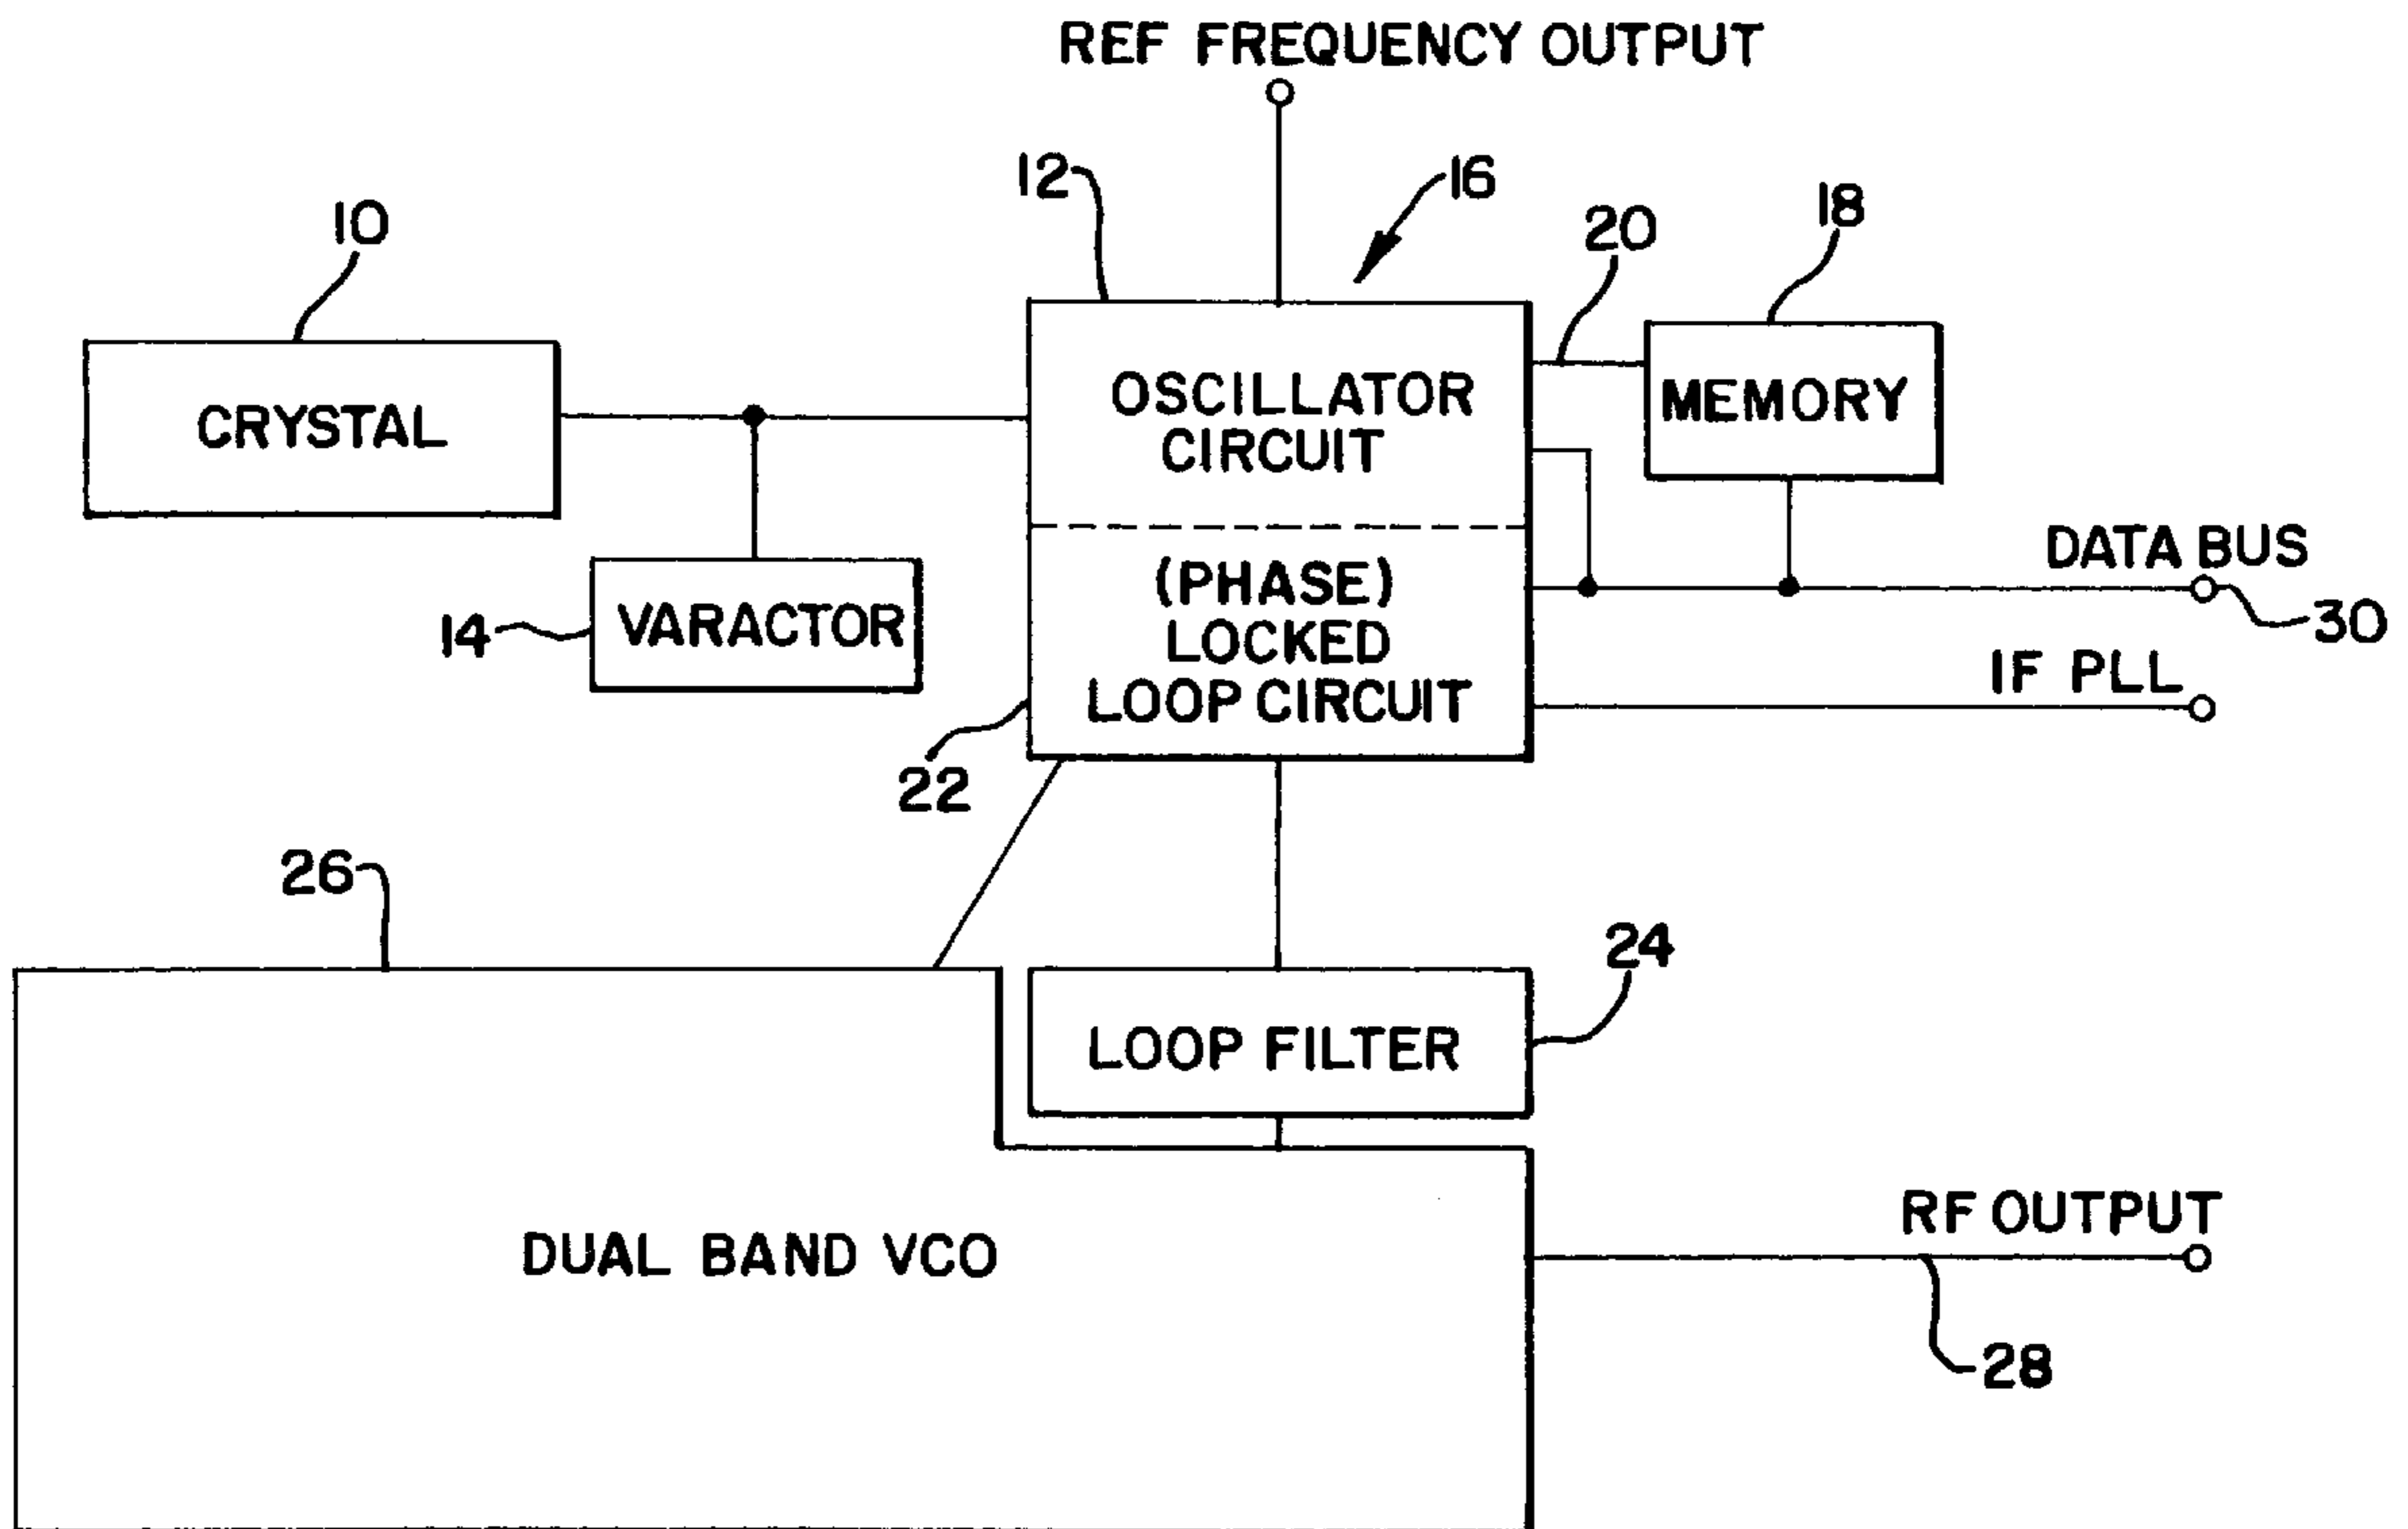 REF FREQUENCY OUTPUT
12
16
18
20
10
OSCILLATOR
CIRCUIT
MEMORY
CRYSTAL
DATA BUS
(PHASE)
LOCKED
LOOP CIRCUIT
14
VARACTOR
30
IF PLL
22
26
24
LOOP FILTER
RF OUTPUT
DUAL BAND VCO
28